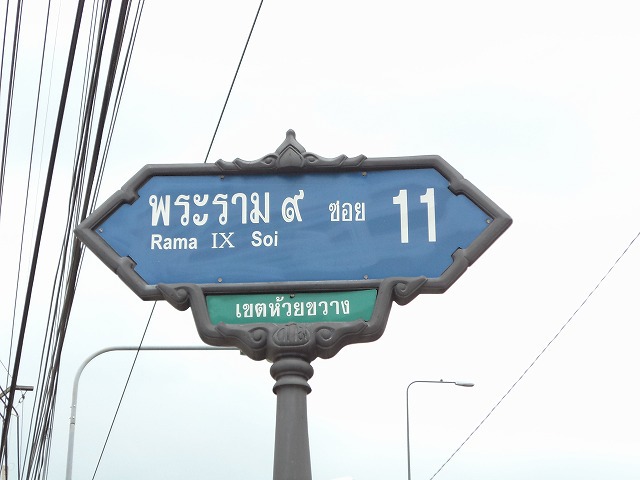 พระราม ๙ ซอย 11
Rama IX Soi
เขตห้วยขวาง